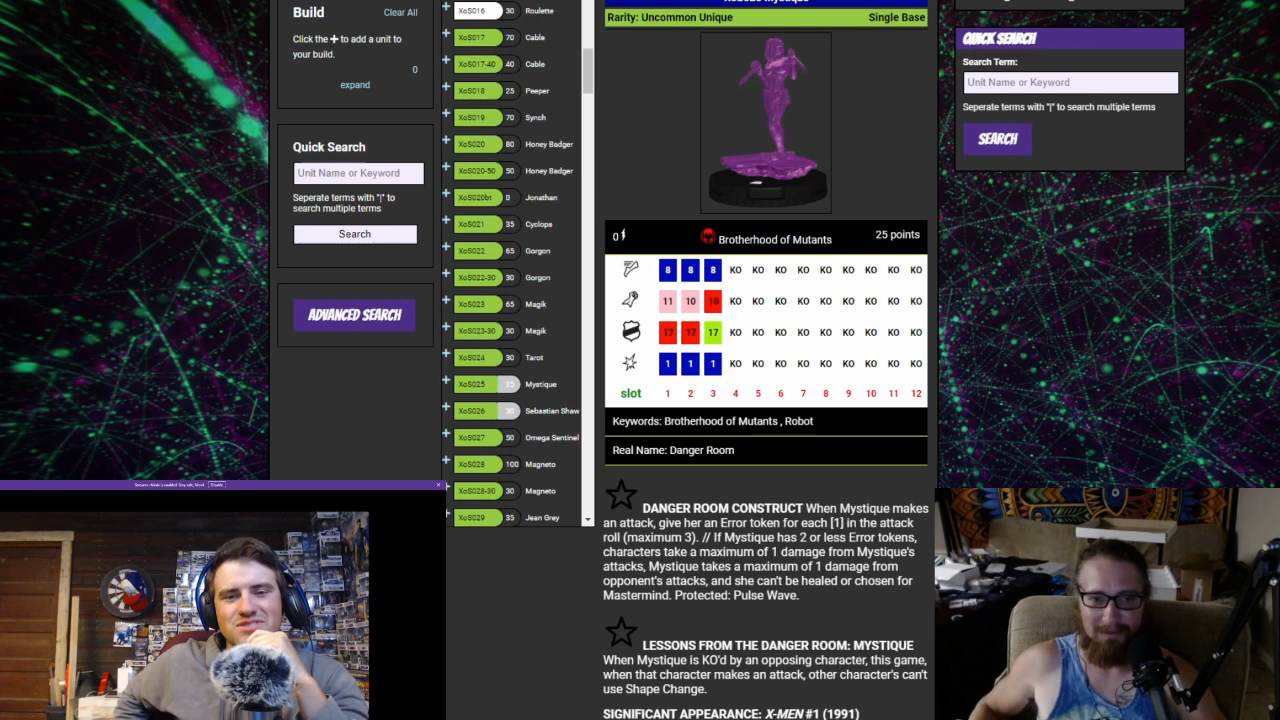 Build
Clear All
Click the + to add a unit to
your build.
0
expand
Quick Search
Unit Name or Keyword
Seperate terms with "|" to
search multiple terms
Search
ADVANCED SEARCH
XoS016 30 Roulette
XoS017 70 Cable
XoS017-40 40 Cable
XoS018 25 Peeper
XoS019 70 Synch
XoS020 80 Honey Badger
XoS020-50 50 Honey Badger
XoS020bt 0 Jonathan
XoS021 35 Cyclops
XoS022 65 Gorgon
XoS022-30 30 Gorgon
XoS023 65 Magik
XoS023-30 30 Magik
XoS024 30 Tarot
XoS025 25 Mystique
XoS026 30 Sebastian Shaw
XoS027 50 Omega Sentinel
XoS028 100 Magneto
XoS028-30 30 Magneto
XoS029 35 Jean Grey
Rarity: Uncommon Unique
Single Base
0
Brotherhood of Mutants
25 points
8 8 8 KO KO KO KO KO KO KO KO KO
11 10 10 KO KO KO KO KO KO KO KO KO
17 17 17 KO KO KO KO KO KO KO KO KO
1 1 1 KO KO KO KO KO KO KO KO KO
slot 1 2 3 4 5 6 7 8 9 10 11 12
Keywords: Brotherhood of Mutants , Robot
Real Name: Danger Room
DANGER ROOM CONSTRUCT When Mystique makes
an attack, give her an Error token for each [1] in the attack
roll (maximum 3). // If Mystique has 2 or less Error tokens,
characters take a maximum of 1 damage from Mystique's
attacks, Mystique takes a maximum of 1 damage from
opponent's attacks, and she can't be healed or chosen for
Mastermind. Protected: Pulse Wave.
LESSONS FROM THE DANGER ROOM: MYSTIQUE
When Mystique is KO'd by an opposing character, this game,
when that character makes an attack, other character's can't
use Shape Change.
SIGNIFICANT APPEARANCE: X-MEN #1 (1991)
QUICK SEARCH
Search Term:
Unit Name or Keyword
Seperate terms with "|" to search multiple terms
SEARCH